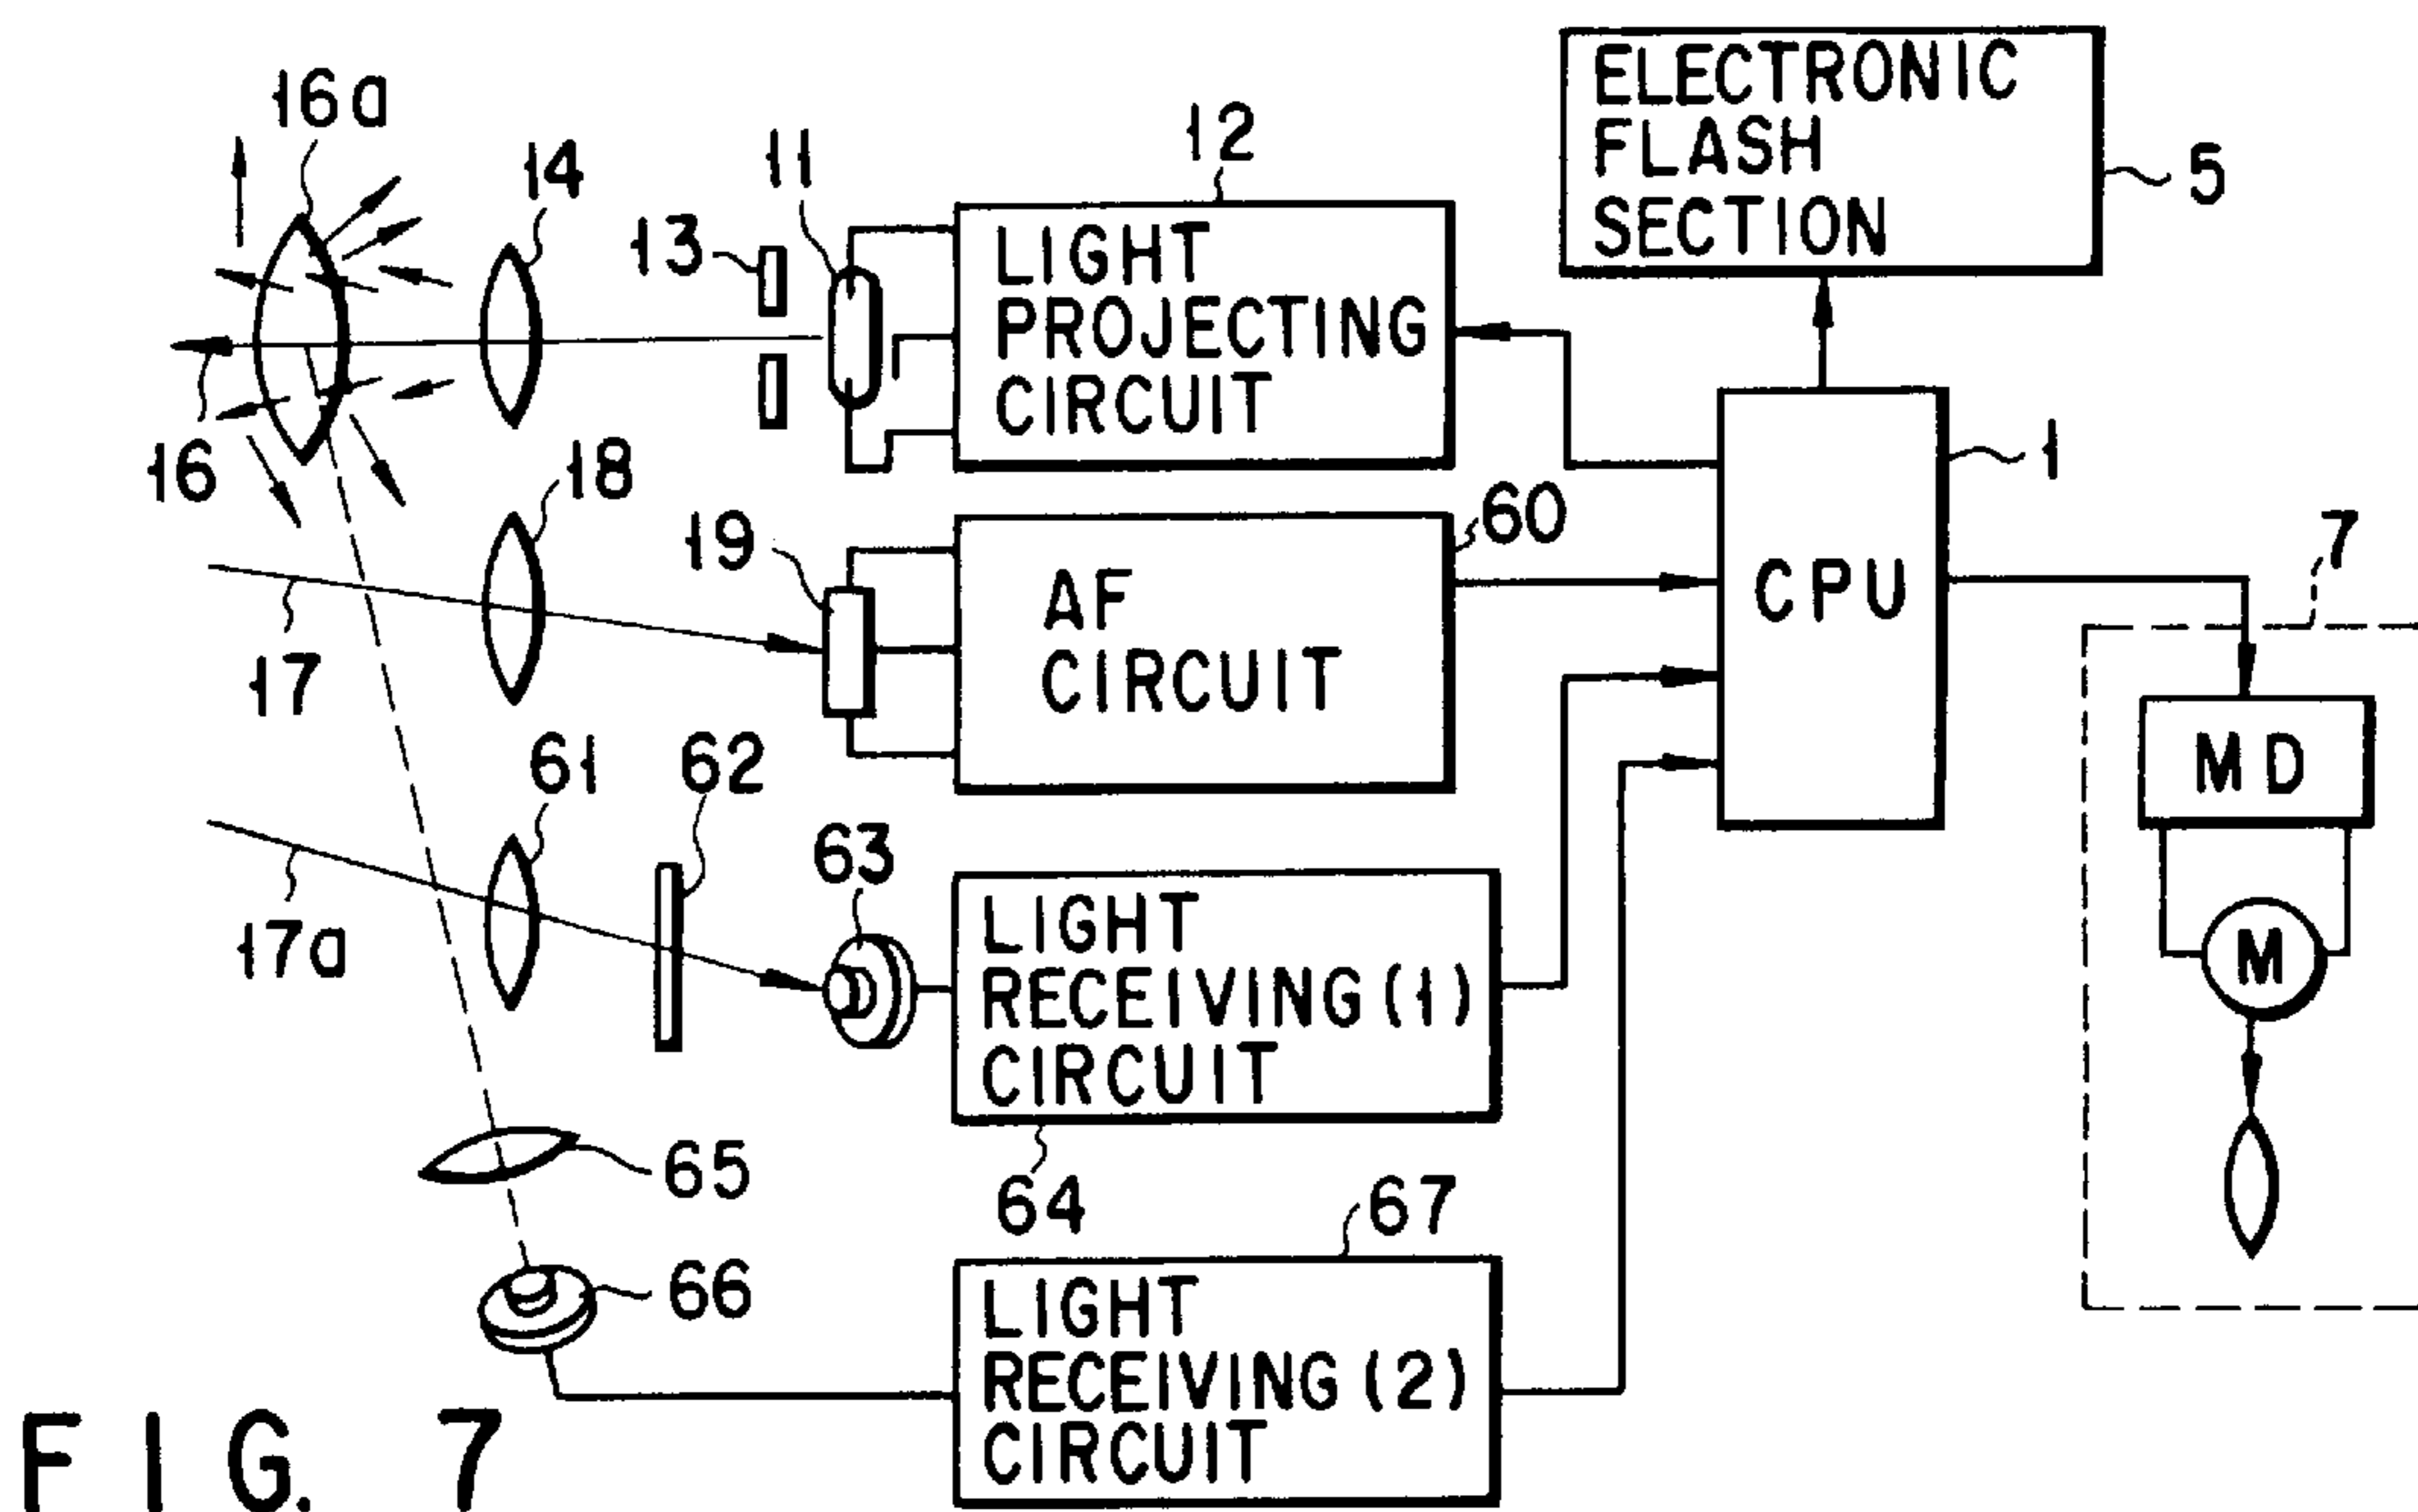 16a
14
11
12
13
LIGHT
PROJECTING
CIRCUIT
ELECTRONIC
FLASH
SECTION
5
16
18
19
60
1
7
AF
CIRCUIT
CPU
17
61
62
63
MD
17a
LIGHT
RECEIVING(1)
CIRCUIT
M
65
64
67
66
LIGHT
RECEIVING(2)
CIRCUIT
FIG. 7